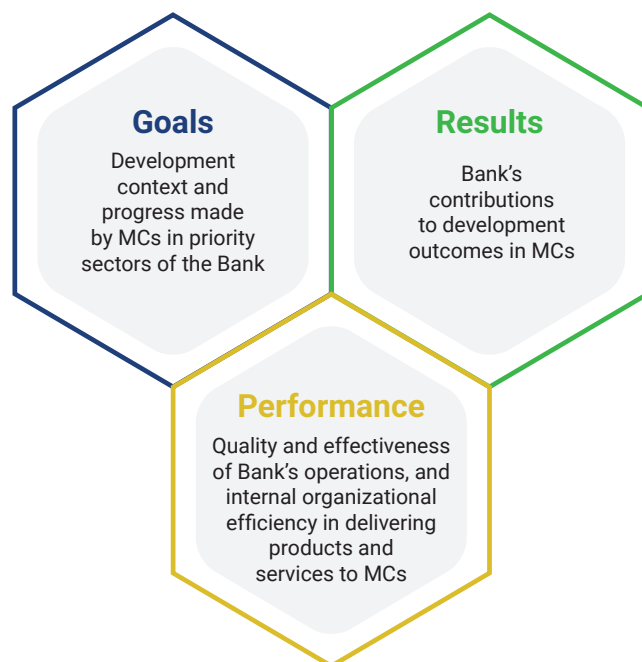 Goals
Development
context and
progress made
by MCs in priority
sectors of the Bank
Results
Bank's
contributions
to development
outcomes in MCs
Performance
Quality and effectiveness
of Bank's operations, and
internal organizational
efficiency in delivering
products and
services to MCs